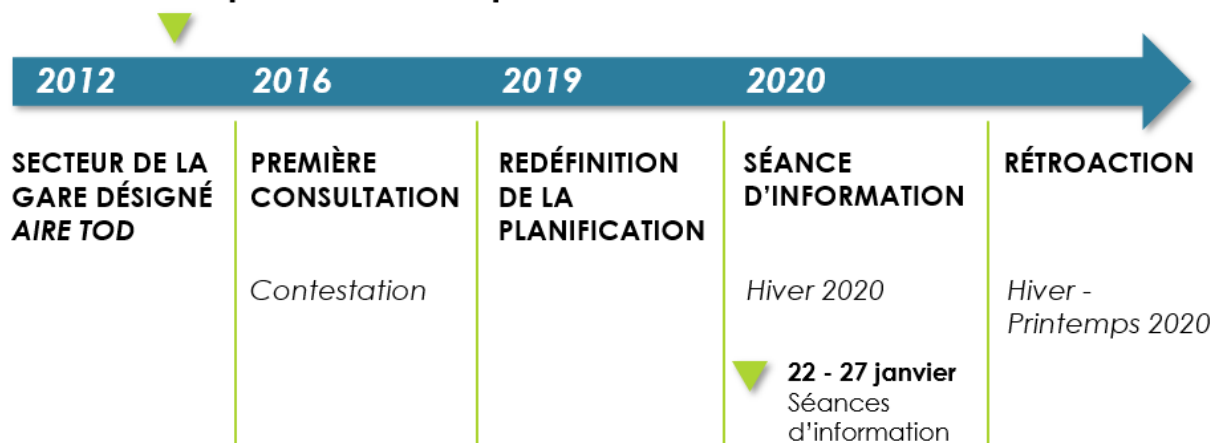 2012 2016 2019 2020
SECTEUR DE LA
GARE DÉSIGNÉ
AIRE TOD
PREMIÈRE
CONSULTATION
Contestation
REDÉFINITION
DE LA
PLANIFICATION
SÉANCE
D'INFORMATION
Hiver 2020
22 - 27 janvier
Séances
d'information
RÉTROACTION
Hiver -
Printemps 2020